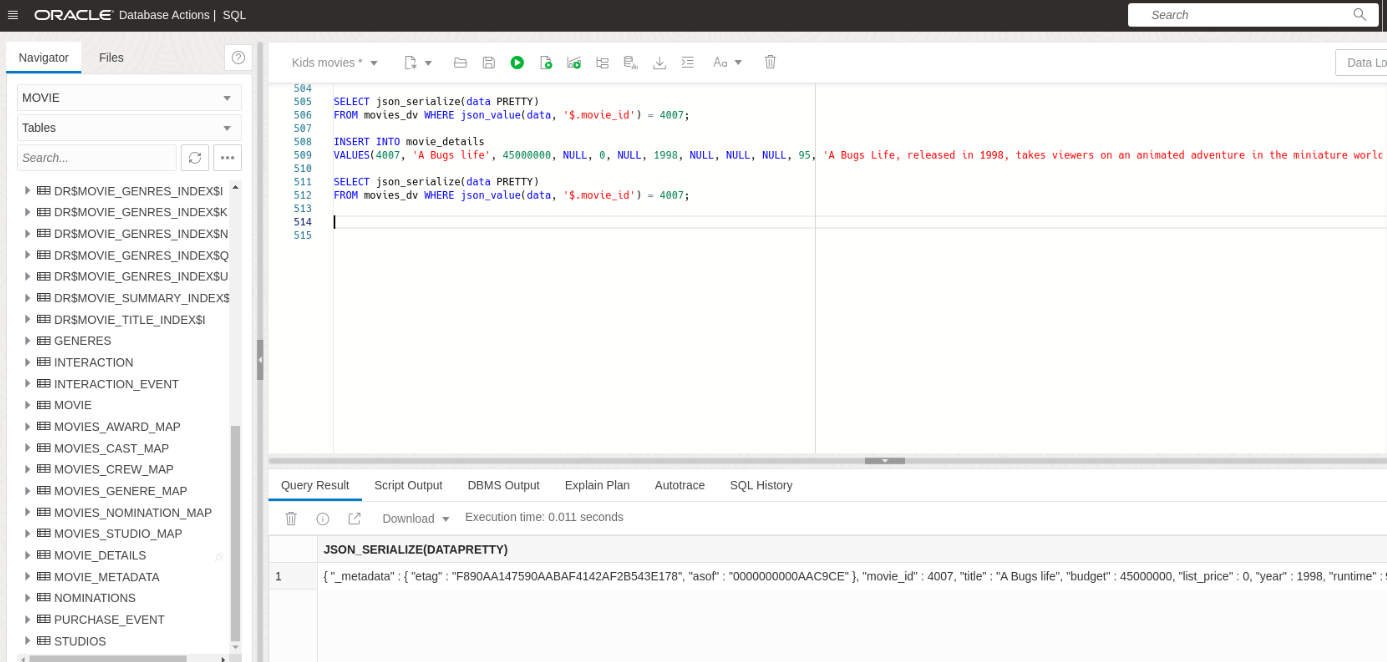 ORACLE Database Actions | SQL
Search
Navigator
Files
MOVIE
Tables
Search...
DR$MOVIE_GENRES_INDEX$I
DR$MOVIE_GENRES_INDEX$K
DR$MOVIE_GENRES_INDEX$N
DR$MOVIE_GENRES_INDEX$Q
DR$MOVIE_GENRES_INDEX$U
DR$MOVIE_SUMMARY_INDEX$
DR$MOVIE_TITLE_INDEX$I
GENERES
INTERACTION
INTERACTION_EVENT
MOVIE
MOVIES_AWARD_MAP
MOVIES_CAST_MAP
MOVIES_CREW_MAP
MOVIES_GENERE_MAP
MOVIES_NOMINATION_MAP
MOVIES_STUDIO_MAP
MOVIE_DETAILS
MOVIE_METADATA
NOMINATIONS
PURCHASE_EVENT
STUDIOS
Kids movies *
Aa
Data Lo
504
505 SELECT json_serialize(data PRETTY)
506 FROM movies_dv WHERE json_value(data, '$.movie_id') = 4007;
507
508 INSERT INTO movie_details
509 VALUES(4007, 'A Bugs life', 45000000, NULL, 0, NULL, 1998, NULL, NULL, NULL, 95, 'A Bugs Life, released in 1998, takes viewers on an animated adventure in the miniature world
510
511 SELECT json_serialize(data PRETTY)
512 FROM movies_dv WHERE json_value(data, '$.movie_id') = 4007;
513
514
515
Query Result Script Output DBMS Output Explain Plan Autotrace SQL History
Download Execution time: 0.011 seconds
JSON_SERIALIZE(DATAPRETTY)
1 { "_metadata" : { "etag" : "F890AA147590AABAF4142AF2B543E178", "asof" : "0000000000AAC9CE" }, "movie_id" : 4007, "title" : "A Bugs life", "budget" : 45000000, "list_price" : 0, "year" : 1998, "runtime" :